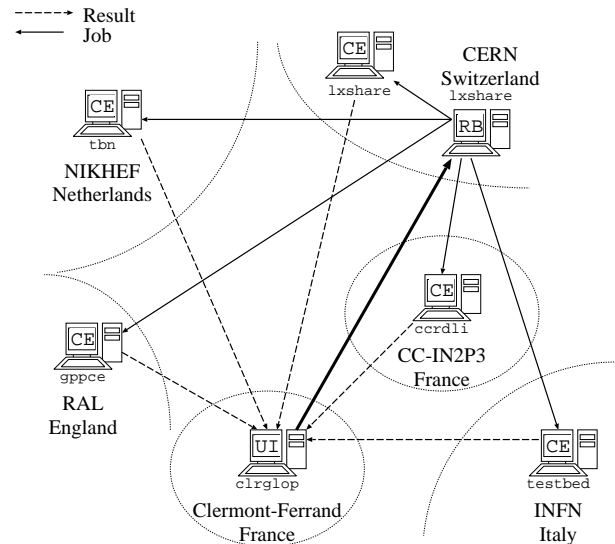 Result
Job
CE
lxshare
CERN
Switzerland
lxshare
RB
CE
tbn
NIKHEF
Netherlands
CE
ccrdli
CC-IN2P3
France
CE
gppce
RAL
England
UI
clrglop
Clermont-Ferrand
France
CE
testbed
INFN
Italy